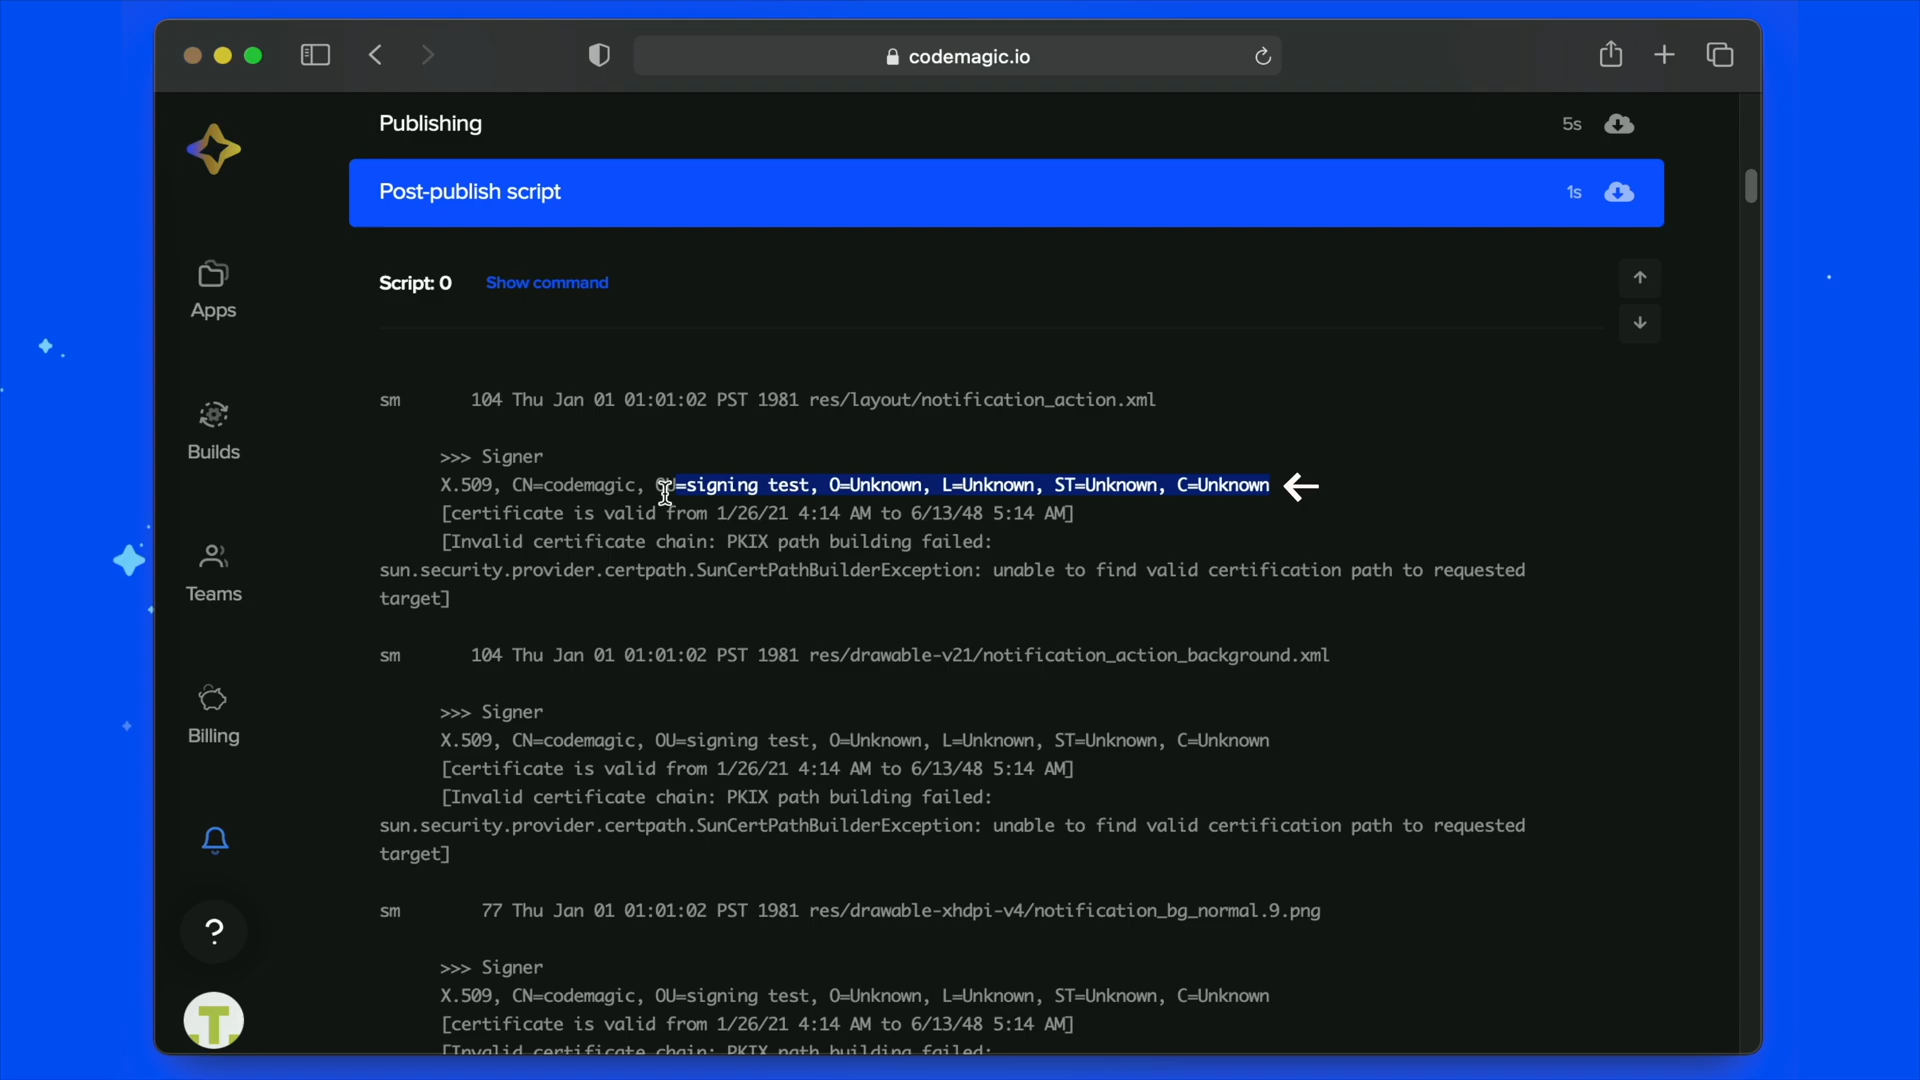 codemagic.io
Publishing
5s
Post-publish script
1s
Script: 0 Show command
Apps
Builds
Teams
Billing
?
T
sm 104 Thu Jan 01 01:01:02 PST 1981 res/layout/notification_action.xml
>>> Signer
X.509, CN=codemagic, OU=signing test, O=Unknown, L=Unknown, ST=Unknown, C=Unknown
[certificate is valid from 1/26/21 4:14 AM to 6/13/48 5:14 AM]
[Invalid certificate chain: PKIX path building failed:
sun.security.provider.certpath.SunCertPathBuilderException: unable to find valid certification path to requested
target]
sm 104 Thu Jan 01 01:01:02 PST 1981 res/drawable-v21/notification_action_background.xml
>>> Signer
X.509, CN=codemagic, OU=signing test, O=Unknown, L=Unknown, ST=Unknown, C=Unknown
[certificate is valid from 1/26/21 4:14 AM to 6/13/48 5:14 AM]
[Invalid certificate chain: PKIX path building failed:
sun.security.provider.certpath.SunCertPathBuilderException: unable to find valid certification path to requested
target]
sm 77 Thu Jan 01 01:01:02 PST 1981 res/drawable-xhdpi-v4/notification_bg_normal.9.png
>>> Signer
X.509, CN=codemagic, OU=signing test, O=Unknown, L=Unknown, ST=Unknown, C=Unknown
[certificate is valid from 1/26/21 4:14 AM to 6/13/48 5:14 AM]
[Invalid certificate chain: PKIX path building failed: